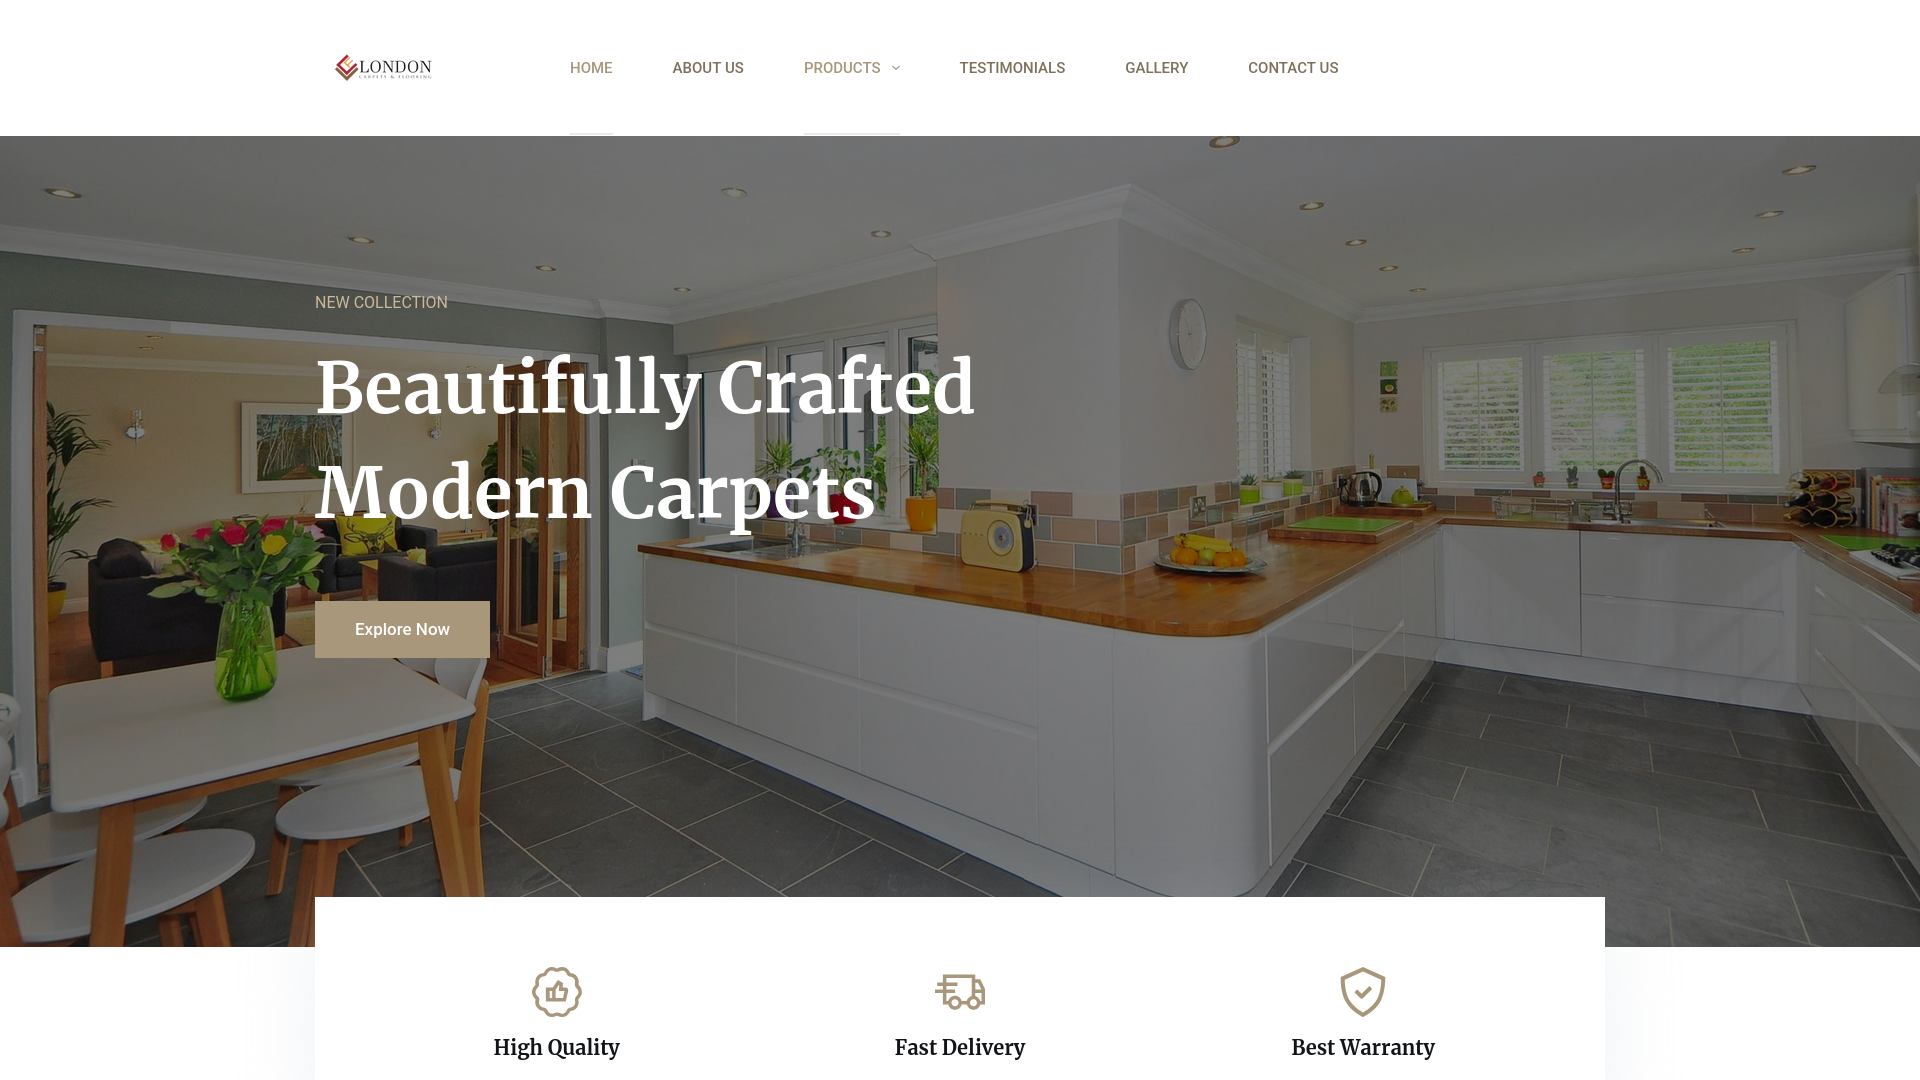 LONDON
CARPETS & FLOORING
HOME
ABOUT US
PRODUCTS
TESTIMONIALS
GALLERY
CONTACT US
NEW COLLECTION
Beautifully Crafted
Modern Carpets
Explore Now
High Quality
Fast Delivery
Best Warranty